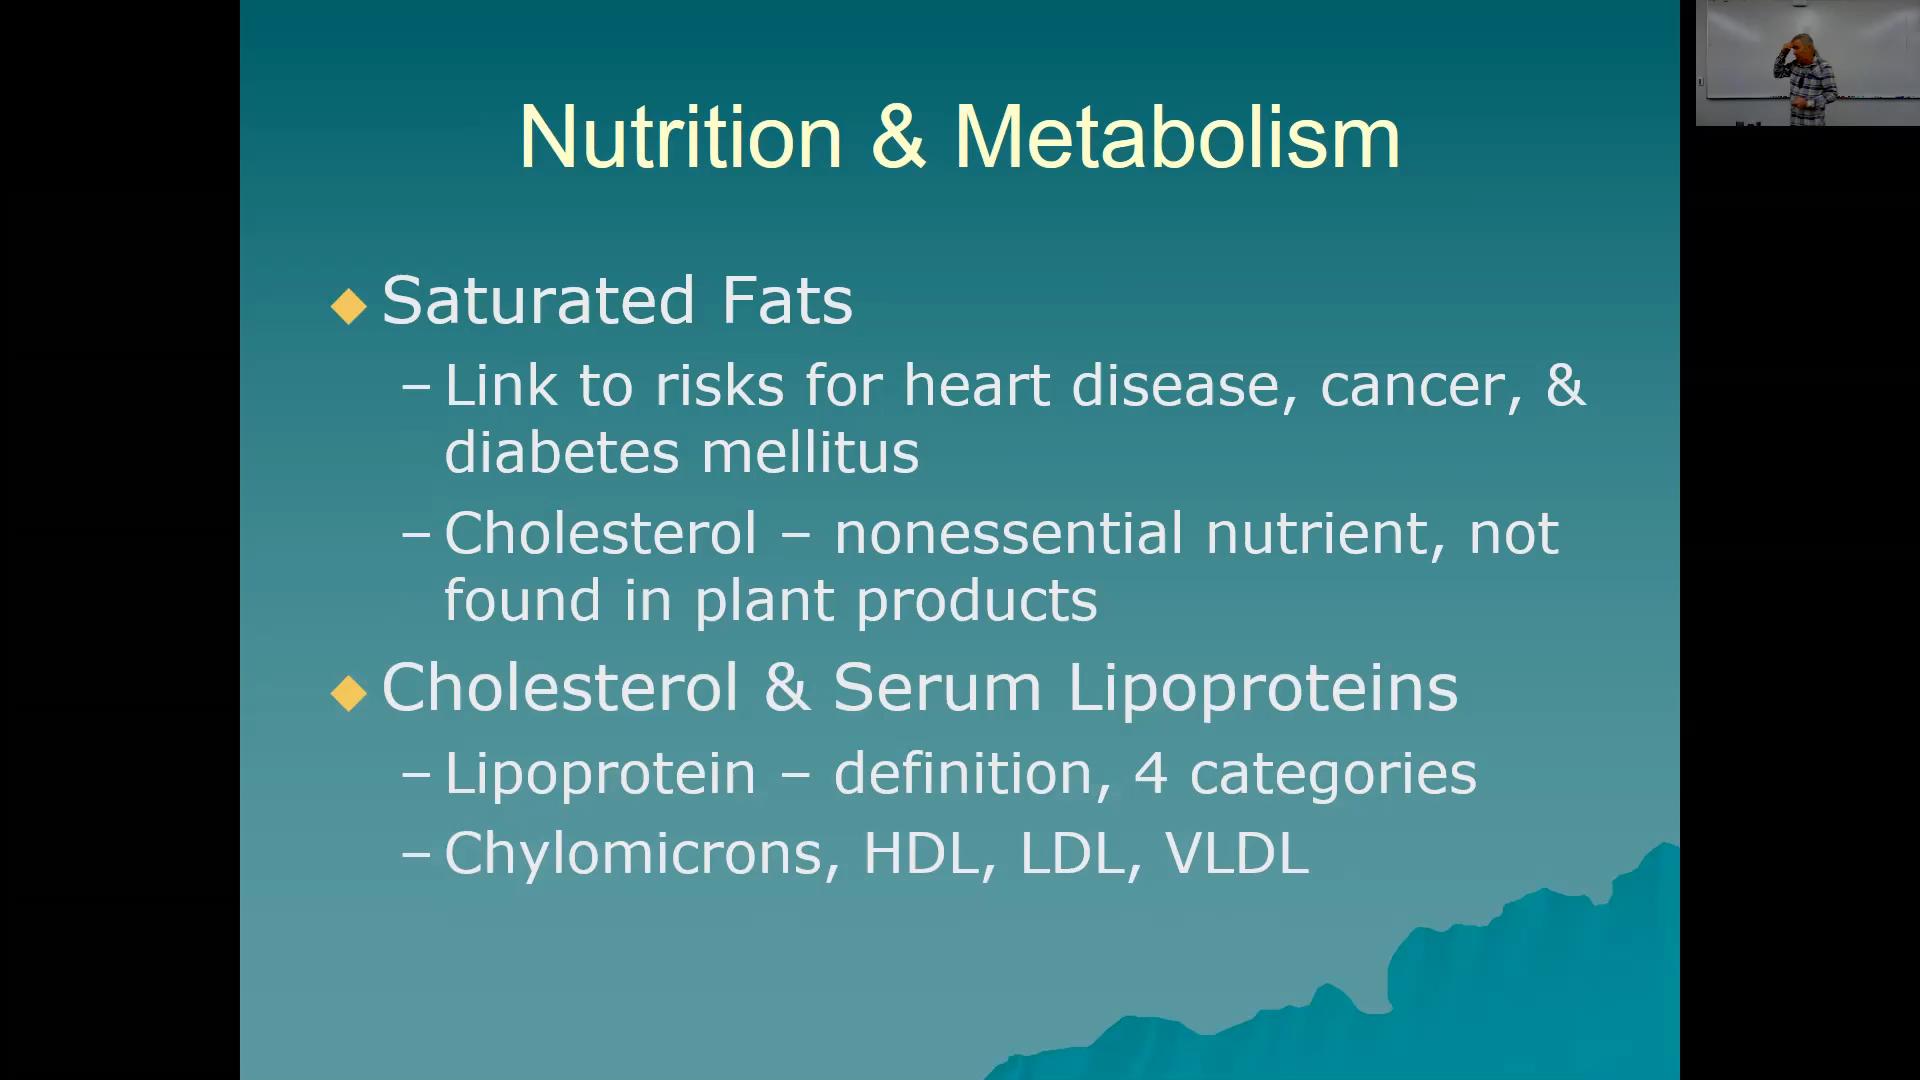 Nutrition & Metabolism
Saturated Fats
– Link to risks for heart disease, cancer, &
diabetes mellitus
– Cholesterol – nonessential nutrient, not
found in plant products
Cholesterol & Serum Lipoproteins
– Lipoprotein – definition, 4 categories
– Chylomicrons, HDL, LDL, VLDL